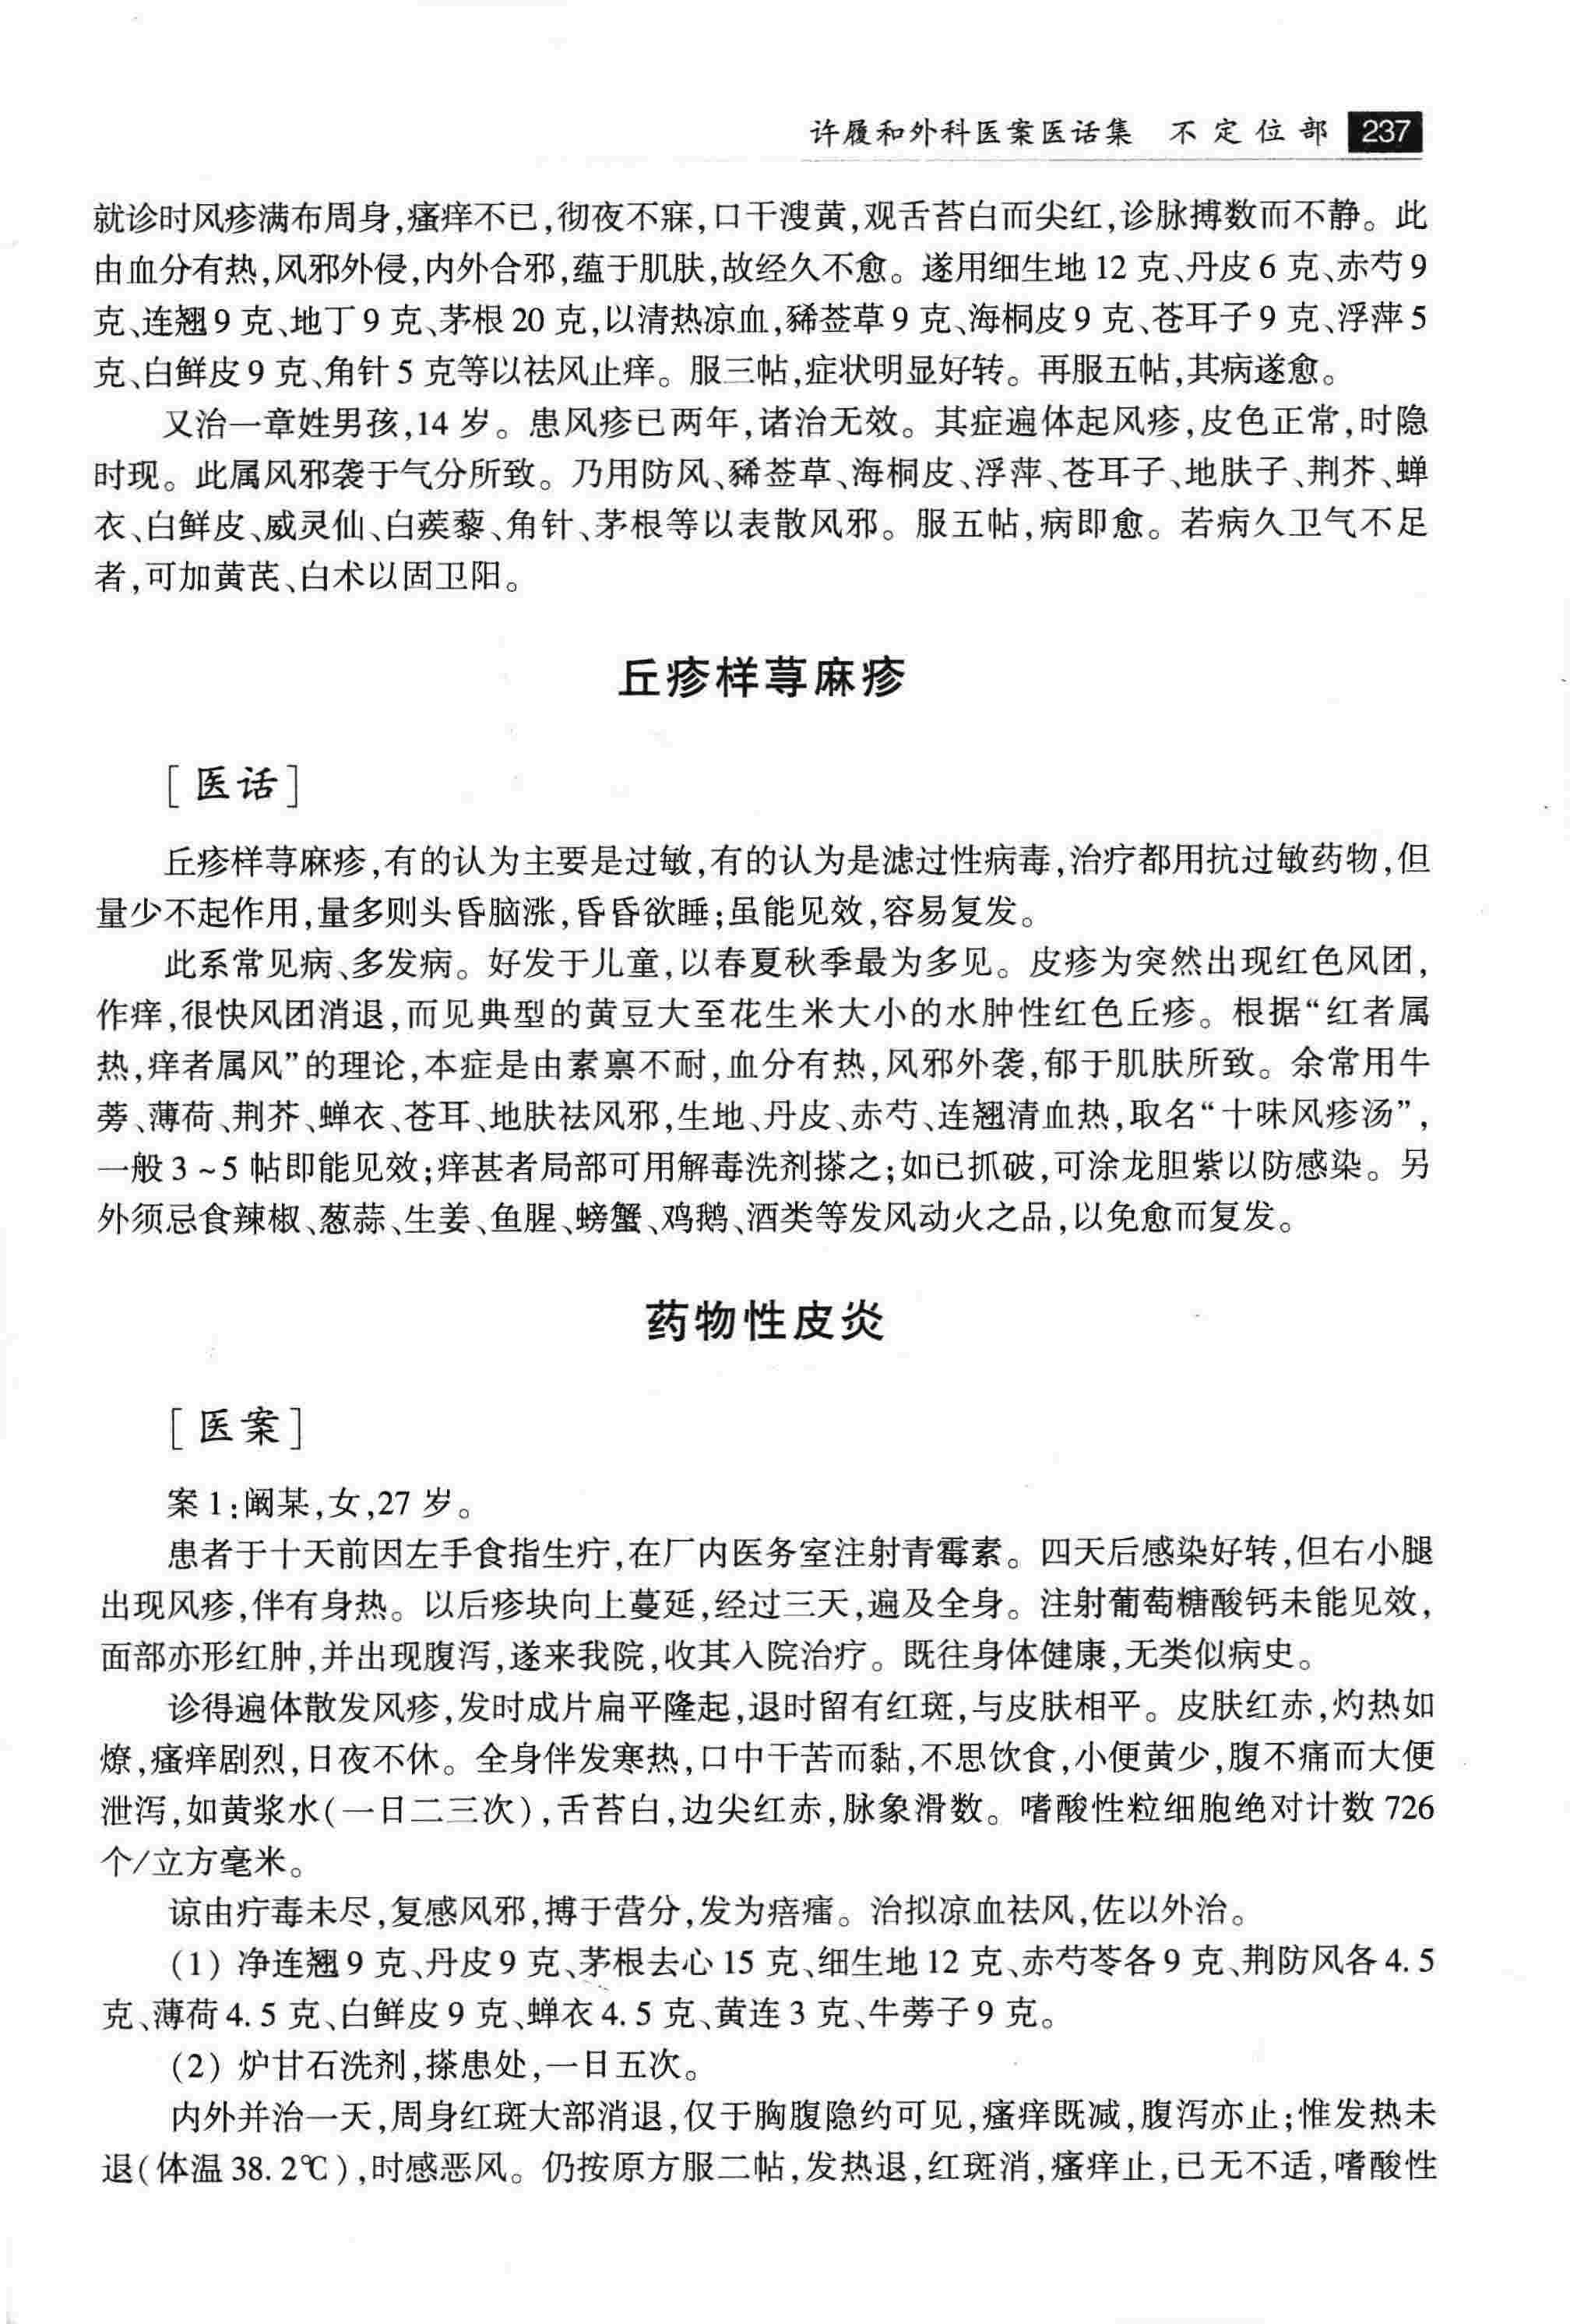 许履和外科医案医话集 不定位部 237
就诊时风疹满布周身,瘙痒不已,彻夜不寐,口干溲黄,观舌苔白而尖红,诊脉搏数而不静。此
由血分有热,风邪外侵,内外合邪,蕴于肌肤,故经久不愈。遂用细生地12克、丹皮6克、赤芍9
克、连翘9克、地丁9克、茅根20克,以清热凉血,豨莶草9克、海桐皮9克、苍耳子9克、浮萍5
克、白鲜皮9克、角针5克等以祛风止痒。服三帖,症状明显好转。再服五帖,其病遂愈。
又治一章姓男孩,14岁。患风疹已两年,诸治无效。其症遍体起风疹,皮色正常,时隐
时现。此属风邪袭于气分所致。乃用防风、豨莶草、海桐皮、浮萍、苍耳子、地肤子、荆芥、蝉
衣、白鲜皮、威灵仙、白蒺藜、角针、茅根等以表散风邪。服五帖,病即愈。若病久卫气不足
者,可加黄芪、白术以固卫阳。
丘疹样荨麻疹
[医话]
丘疹样荨麻疹,有的认为主要是过敏,有的认为是滤过性病毒,治疗都用抗过敏药物,但
量少不起作用,量多则头昏脑涨,昏昏欲睡;虽能见效,容易复发。
此系常见病、多发病。好发于儿童,以春夏秋季最为多见。皮疹为突然出现红色风团,
作痒,很快风团消退,而见典型的黄豆大至花生米大小的水肿性红色丘疹。根据“红者属
热,痒者属风”的理论,本症是由素禀不耐,血分有热,风邪外袭,郁于肌肤所致。余常用牛
蒡、薄荷、荆芥、蝉衣、苍耳、地肤祛风邪,生地、丹皮、赤芍、连翘清血热,取名“十味风疹汤”,
一般3~5帖即能见效;痒甚者局部可用解毒洗剂搽之;如已抓破,可涂龙胆紫以防感染。另
外须忌食辣椒、葱蒜、生姜、鱼腥、螃蟹、鸡鹅、酒类等发风动火之品,以免愈而复发。
药物性皮炎
[医案]
案1:阚某,女,27岁。
患者于十天前因左手食指生疔,在厂内医务室注射青霉素。四天后感染好转,但右小腿
出现风疹,伴有身热。以后疹块向上蔓延,经过三天,遍及全身。注射葡萄糖酸钙未能见效,
面部亦形红肿,并出现腹泻,遂来我院,收其入院治疗。既往身体健康,无类似病史。
诊得遍体散发风疹,发时成片扁平隆起,退时留有红斑,与皮肤相平。皮肤红赤,灼热如
燎,瘙痒剧烈,日夜不休。全身伴发寒热,口中干苦而黏,不思饮食,小便黄少,腹不痛而大便
泄泻,如黄浆水(一日二三次),舌苔白,边尖红赤,脉象滑数。嗜酸性粒细胞绝对计数726
个/立方毫米。
谅由疔毒未尽,复感风邪,搏于营分,发为瘔㿔。治拟凉血祛风,佐以外治。
(1) 净连翘9克、丹皮9克、茅根去心15克、细生地12克、赤芍苓各9克、荆防风各4.5
克、薄荷4.5克、白鲜皮9克、蝉衣4.5克、黄连3克、牛蒡子9克。
(2) 炉甘石洗剂,搽患处,一日五次。
内外并治一天,周身红斑大部消退,仅于胸腹隐约可见,瘙痒既减,腹泻亦止;惟发热未
退(体温38.2℃),时感恶风。仍按原方服二帖,发热退,红斑消,瘙痒止,已无不适,嗜酸性